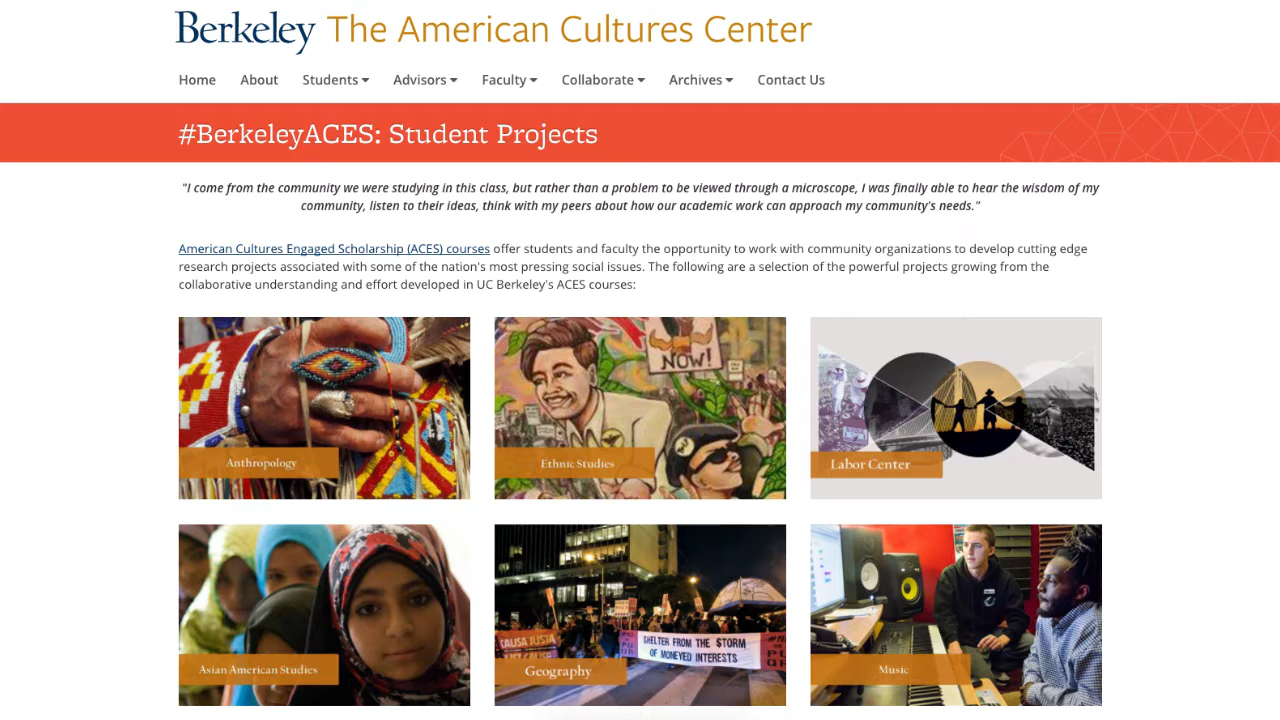 Berkeley The American Cultures Center
Home About Students Advisors Faculty Collaborate Archives Contact Us
#BerkeleyACES: Student Projects
"I come from the community we were studying in this class, but rather than a problem to be viewed through a microscope, I was finally able to hear the wisdom of my
community, listen to their ideas, think with my peers about how our academic work can approach my community's needs."
American Cultures Engaged Scholarship (ACES) courses offer students and faculty the opportunity to work with community organizations to develop cutting edge
research projects associated with some of the nation's most pressing social issues. The following are a selection of the powerful projects growing from the
collaborative understanding and effort developed in UC Berkeley's ACES courses:
NOW!
Anthropology
Ethnic Studies
Labor Center
CAUSA JUSTA
SHELTER FROM THE $TORM
OF MONEYED INTERESTS
Asian American Studies
Geography
Music